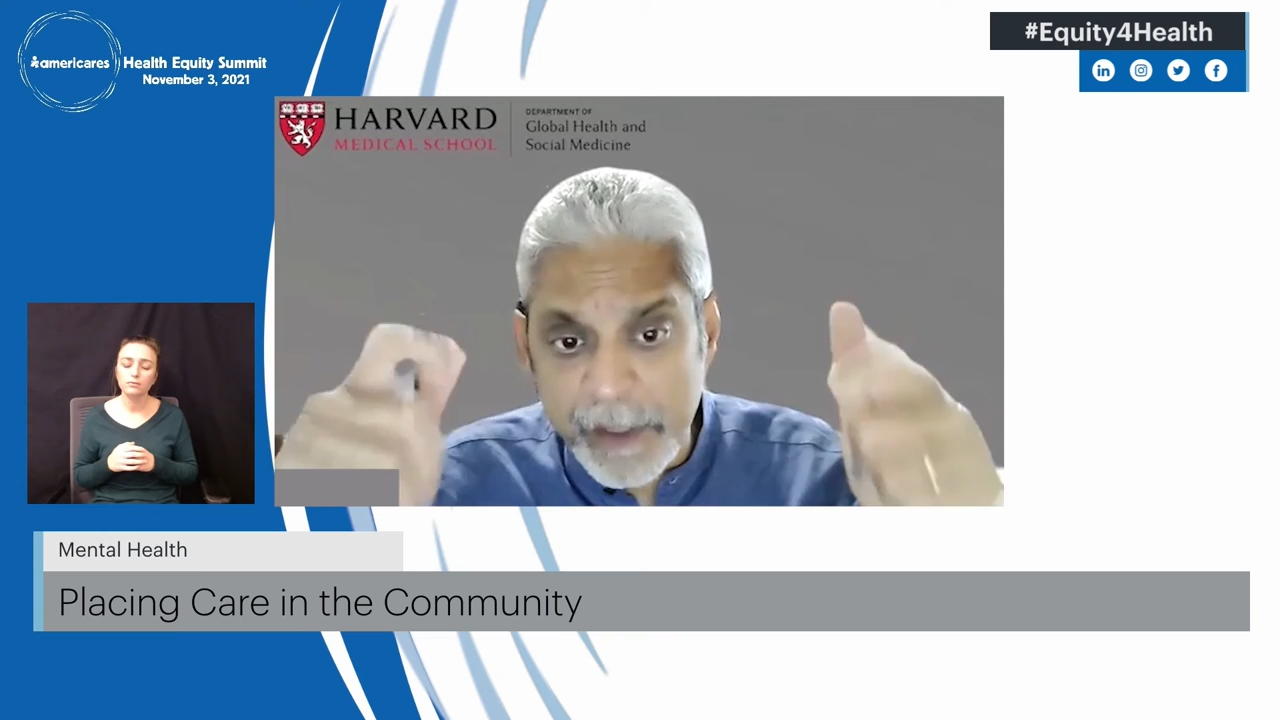 americares
Health Equity Summit
November 3, 2021
#Equity4Health
in
f
HARVARD
MEDICAL SCHOOL
DEPARTMENT OF
Global Health and
Social Medicine
Mental Health
Placing Care in the Community